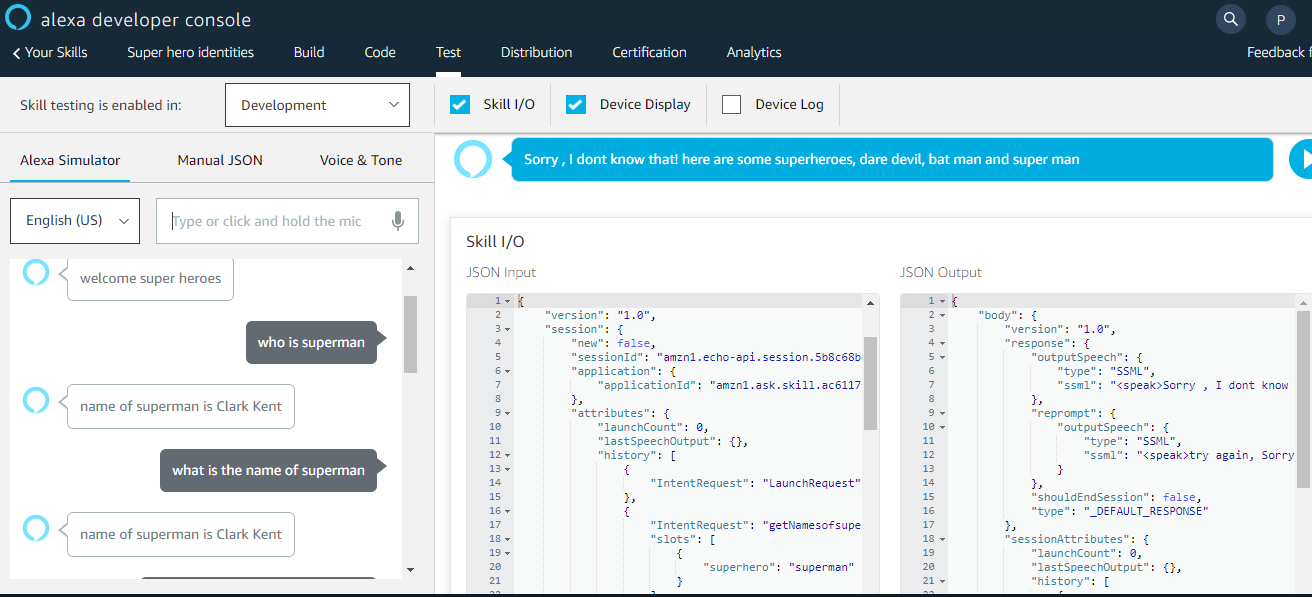 alexa developer console
P
Your Skills Super hero identities Build Code Test Distribution Certification Analytics Feedback
Skill testing is enabled in: Development Skill I/O Device Display Device Log
Alexa Simulator Manual JSON Voice & Tone
Sorry , I dont know that! here are some superheroes, dare devil, bat man and super man
English (US) Type or click and hold the mic
welcome super heroes
who is superman
name of superman is Clark Kent
what is the name of superman
name of superman is Clark Kent
Skill I/O
JSON Input
1 {
2 "version": "1.0",
3 "session": {
4 "new": false,
5 "sessionId": "amzn1.echo-api.session.5b8c68b
6 "application": {
7 "applicationId": "amzn1.ask.skill.ac6117
8 },
9 "attributes": {
10 "launchCount": 0,
11 "lastSpeechOutput": {},
12 "history": [
13 {
14 "IntentRequest": "LaunchRequest"
15 },
16 {
17 "IntentRequest": "getNamesofsupe
18 "slots": [
19 {
20 "superhero": "superman"
21 }
JSON Output
1 {
2 "body": {
3 "version": "1.0",
4 "response": {
5 "outputSpeech": {
6 "type": "SSML",
7 "ssml": "<speak>Sorry , I dont know
8 },
9 "reprompt": {
10 "outputSpeech": {
11 "type": "SSML",
12 "ssml": "<speak>try again, Sorry
13 }
14 },
15 "shouldEndSession": false,
16 "type": "_DEFAULT_RESPONSE"
17 },
18 "sessionAttributes": {
19 "launchCount": 0,
20 "lastSpeechOutput": {},
21 "history": [